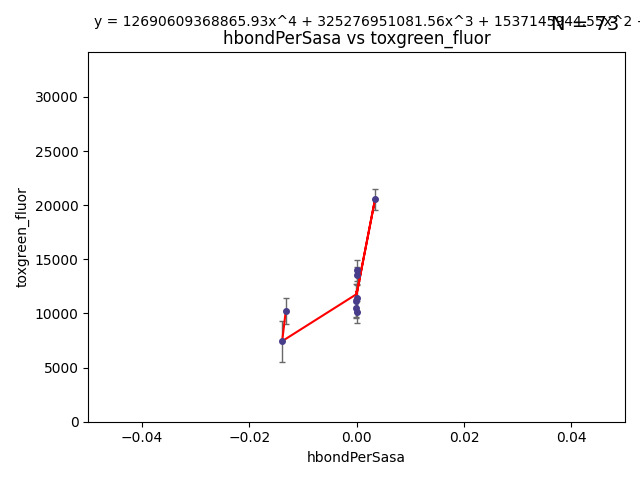 y = 12690609368865.93x^4 + 325276951081.56x^3 +
N = 73
hbondPerSasa vs toxgreen_fluor
30000
25000
20000
15000
10000
5000
0
toxgreen_fluor
−0.04 −0.02 0.00 0.02 0.04
hbondPerSasa